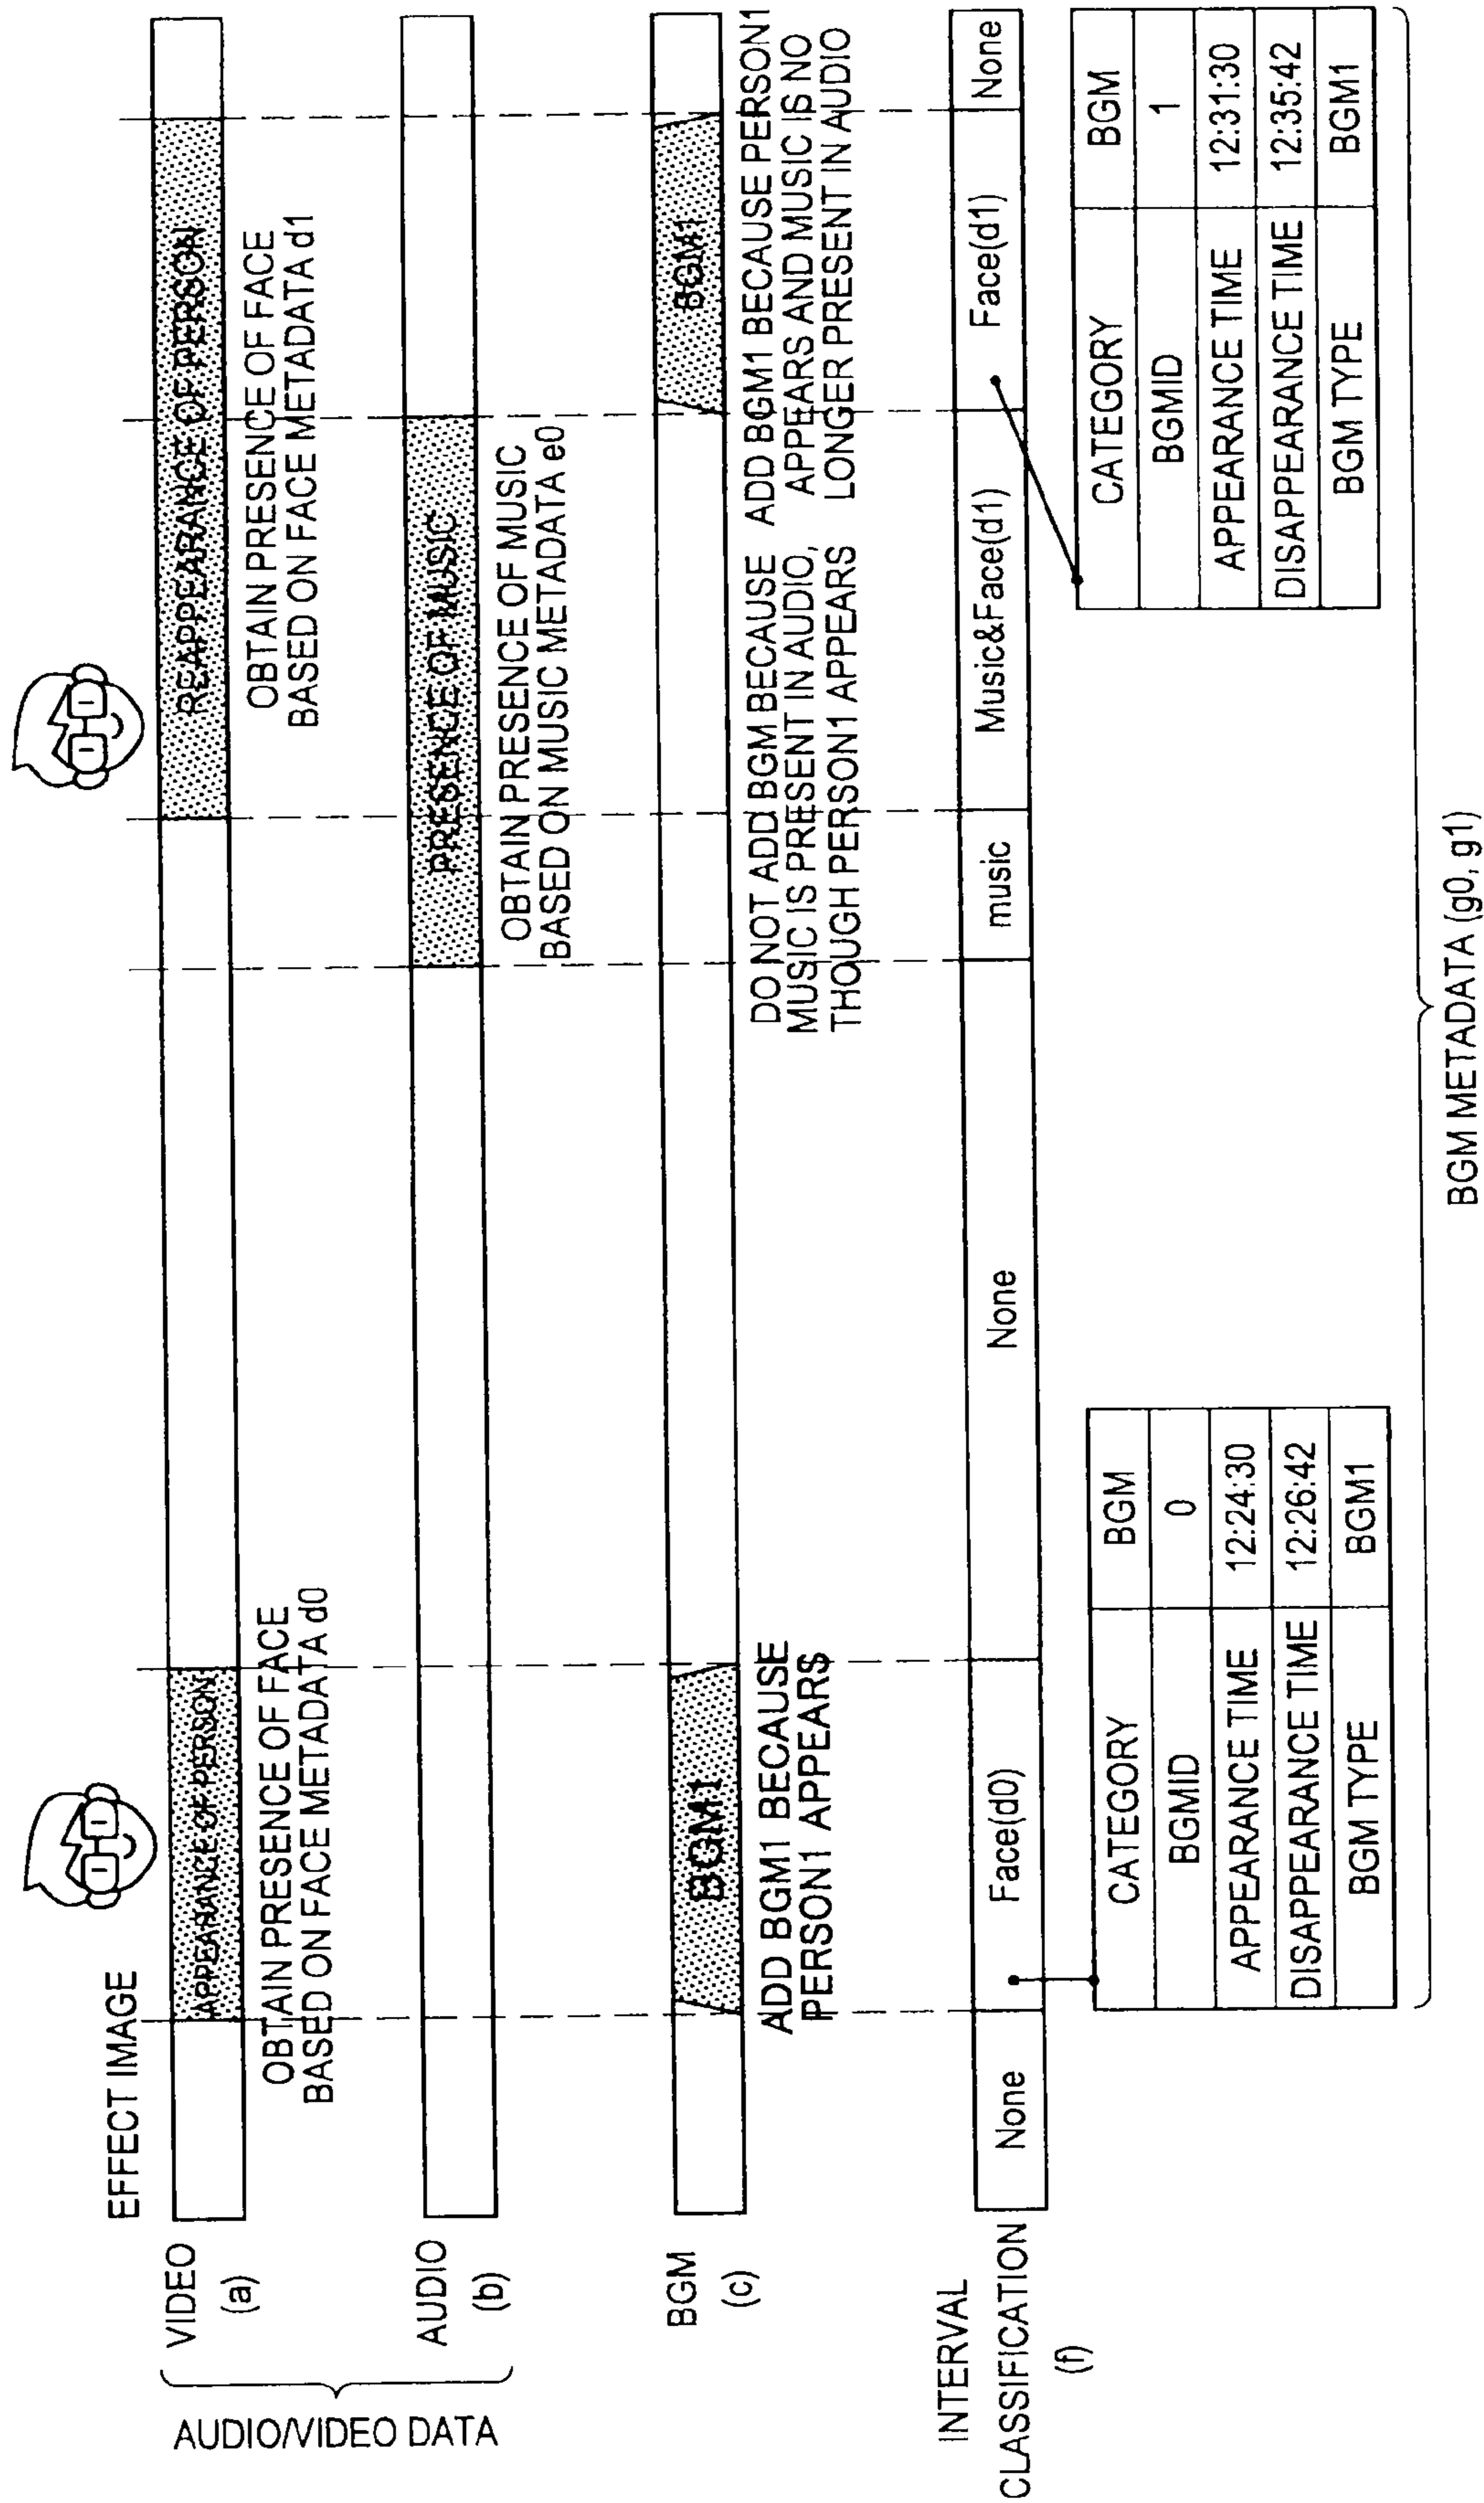 EFFECT IMAGE
AUDIO/VIDEO DATA
VIDEO
(a)
APPEARANCE OF PERSON
REAPPEARANCE OF PERSON
OBTAIN PRESENCE OF FACE
BASED ON FACE METADATA d0
OBTAIN PRESENCE OF FACE
BASED ON FACE METADATA d1
AUDIO
(b)
PRESENCE OF MUSIC
OBTAIN PRESENCE OF MUSIC
BASED ON MUSIC METADATA e0
BGM
(c)
BGM1
BGM1
ADD BGM1 BECAUSE
PERSON1 APPEARS
DO NOT ADD BGM BECAUSE
MUSIC IS PRESENT IN AUDIO,
THOUGH PERSON1 APPEARS
ADD BGM1 BECAUSE PERSON1
APPEARS AND MUSIC IS NO
LONGER PRESENT IN AUDIO
INTERVAL
CLASSIFICATION
(f)
None
Face(d0)
None
music
Music&Face(d1)
Face(d1)
None
CATEGORY BGM
BGMID 0
APPEARANCE TIME 12:24:30
DISAPPEARANCE TIME 12:26:42
BGM TYPE BGM1
CATEGORY BGM
BGMID 1
APPEARANCE TIME 12:31:30
DISAPPEARANCE TIME 12:35:42
BGM TYPE BGM1
BGM METADATA (g0, g1)